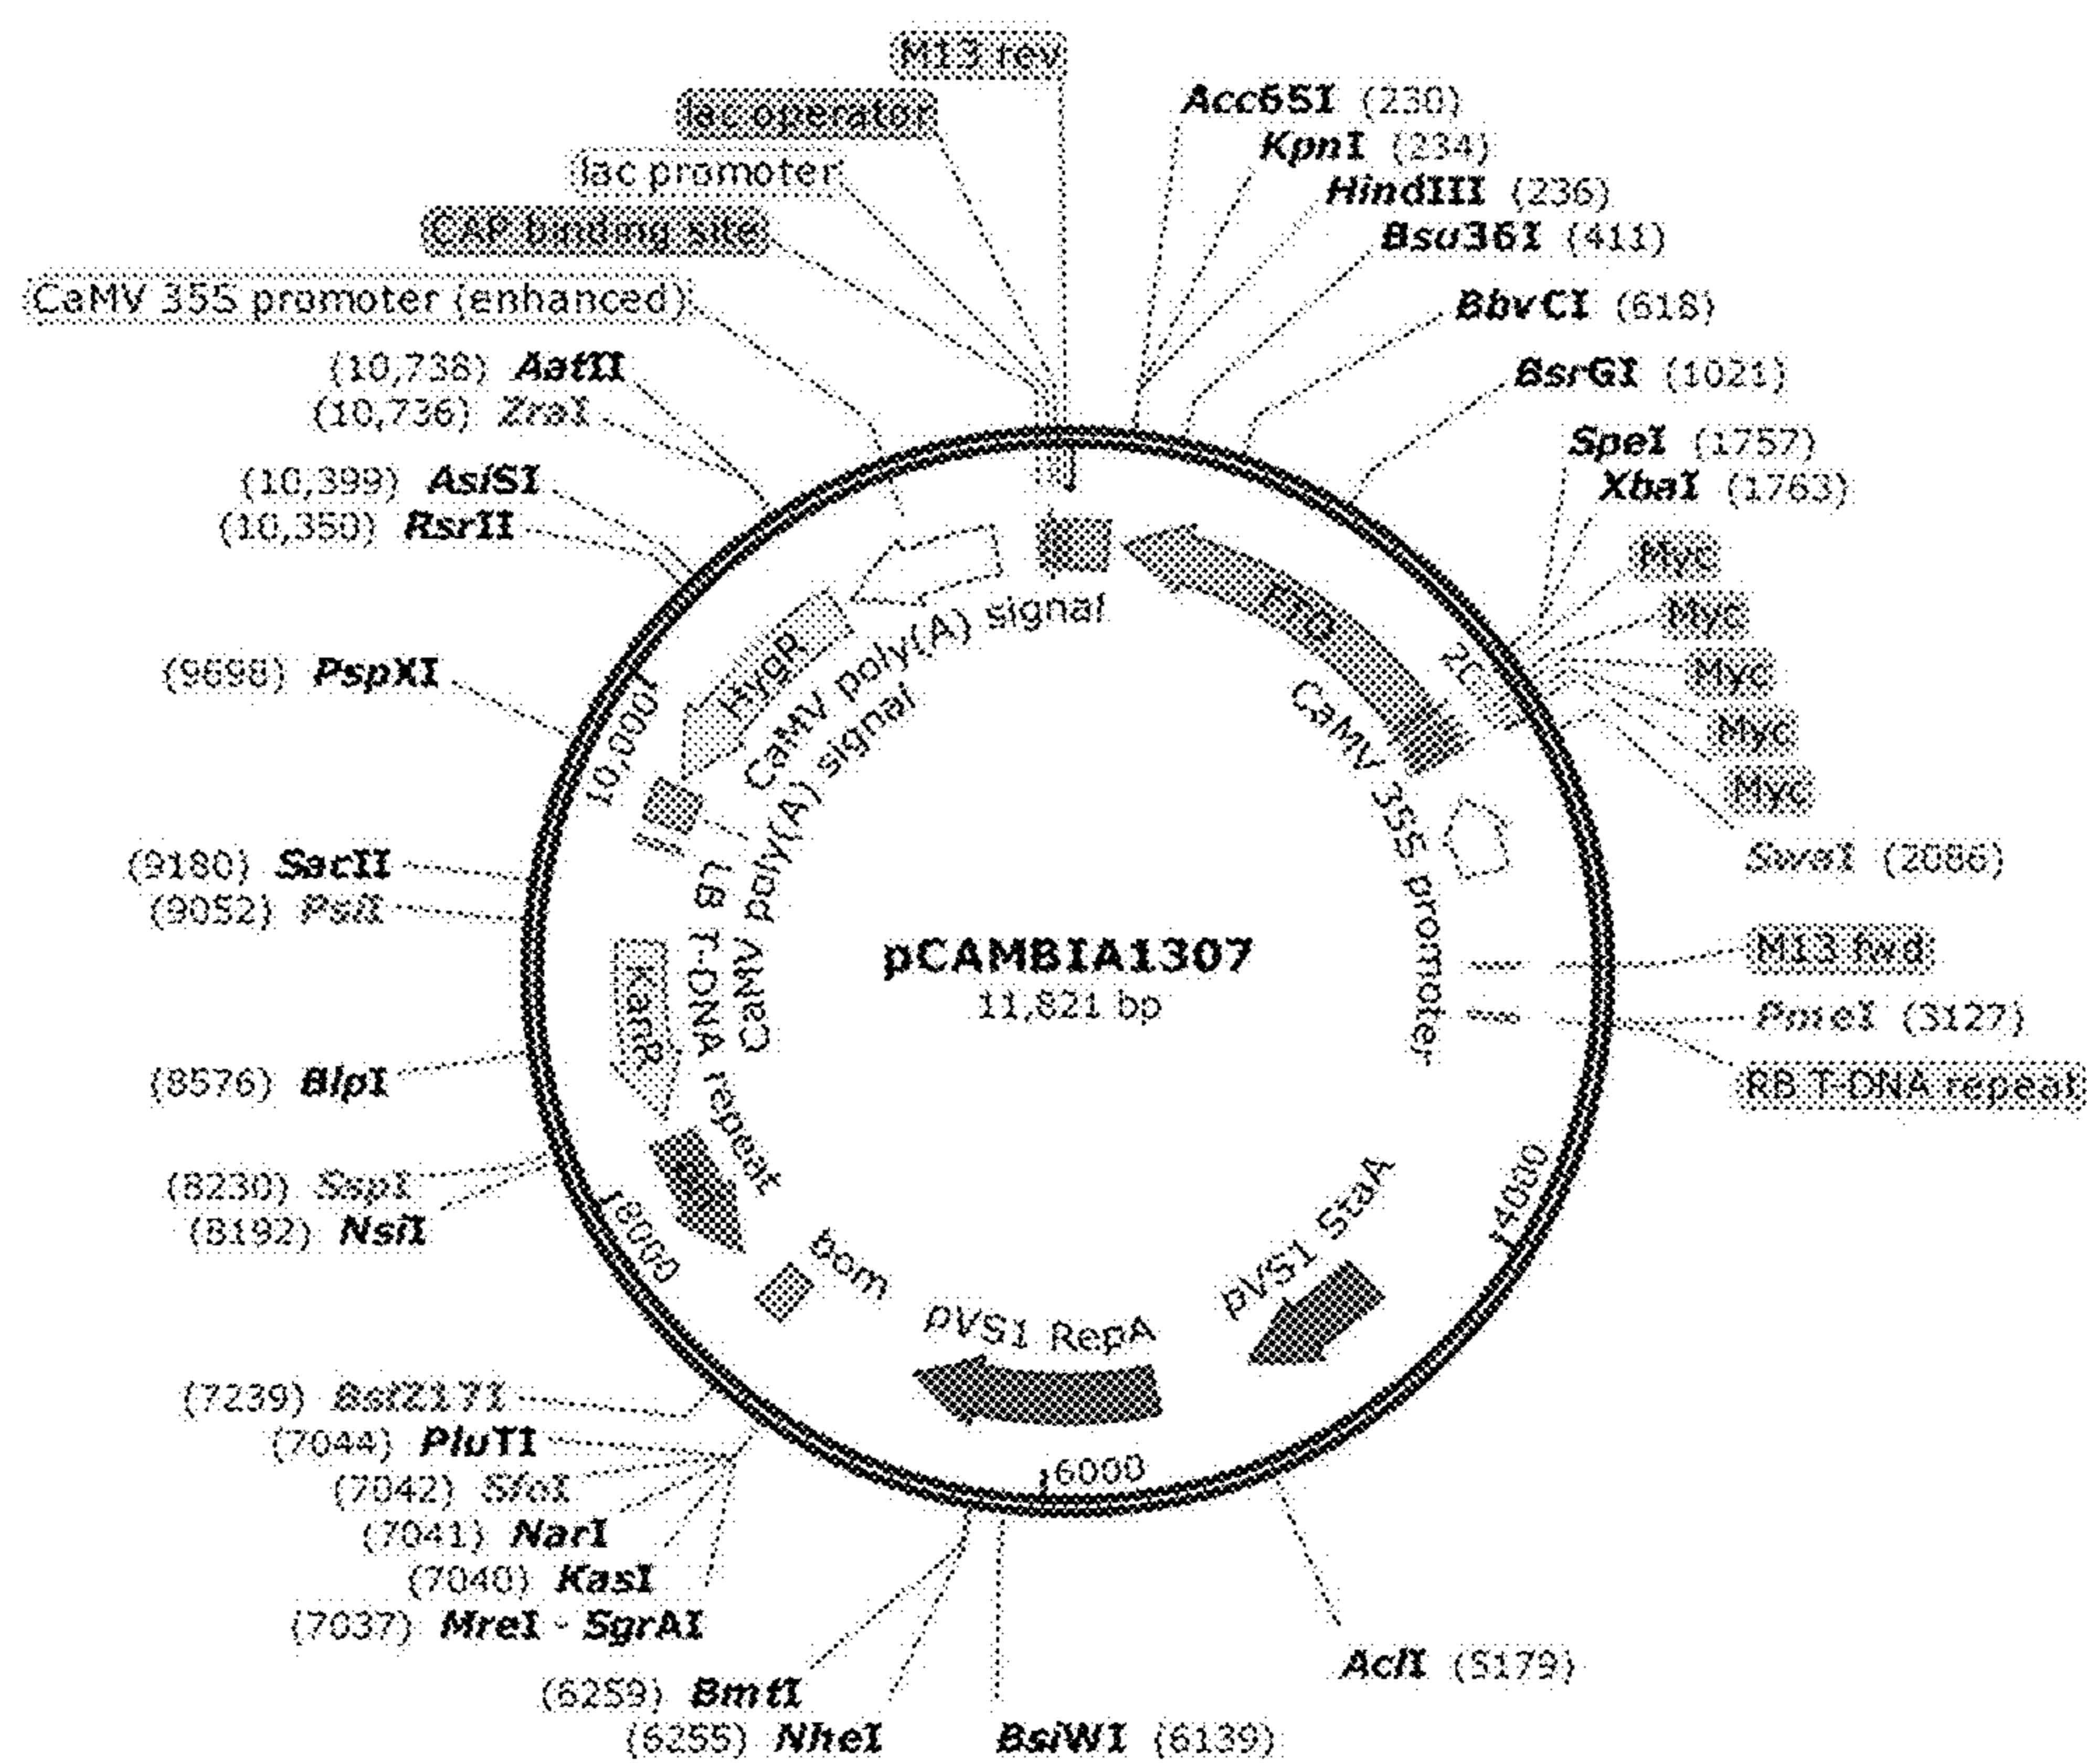 M13 rev
lac operator
lac promoter
CAP binding site
CaMV 35S promoter (enhanced)
(10,738) AatII
(10,736) ZraI
(10,399) AsiSI
(10,350) RsrII
(9698) PspXI
(9180) SacII
(9052) PsiI
(8576) BlpI
(8230) SspI
(8192) NsiI
(7239) BstZ17I
(7044) PluTI
(7042) SfoI
(7041) NarI
(7040) KasI
(7037) MreI - SgrAI
(6259) BmtI
(6255) NheI
BsiWI (6139)
AclI (5179)
Acc65I (230)
KpnI (234)
HindIII (236)
Bsu36I (411)
BbvCI (618)
BsrGI (1021)
SpeI (1757)
XbaI (1763)
Myc
Myc
Myc
Myc
Myc
SwaI (2086)
M13 fwd
PmeI (3127)
RB T-DNA repeat
FTO
HygR
CaMV poly(A) signal
CaMV poly(A) signal
LB T-DNA repeat
KanR
bom
pVS1 RepA
pVS1 StaA
CaMV 35S promoter
4000
6000
8000
10,000
pCAMBIA1307
11,821 bp